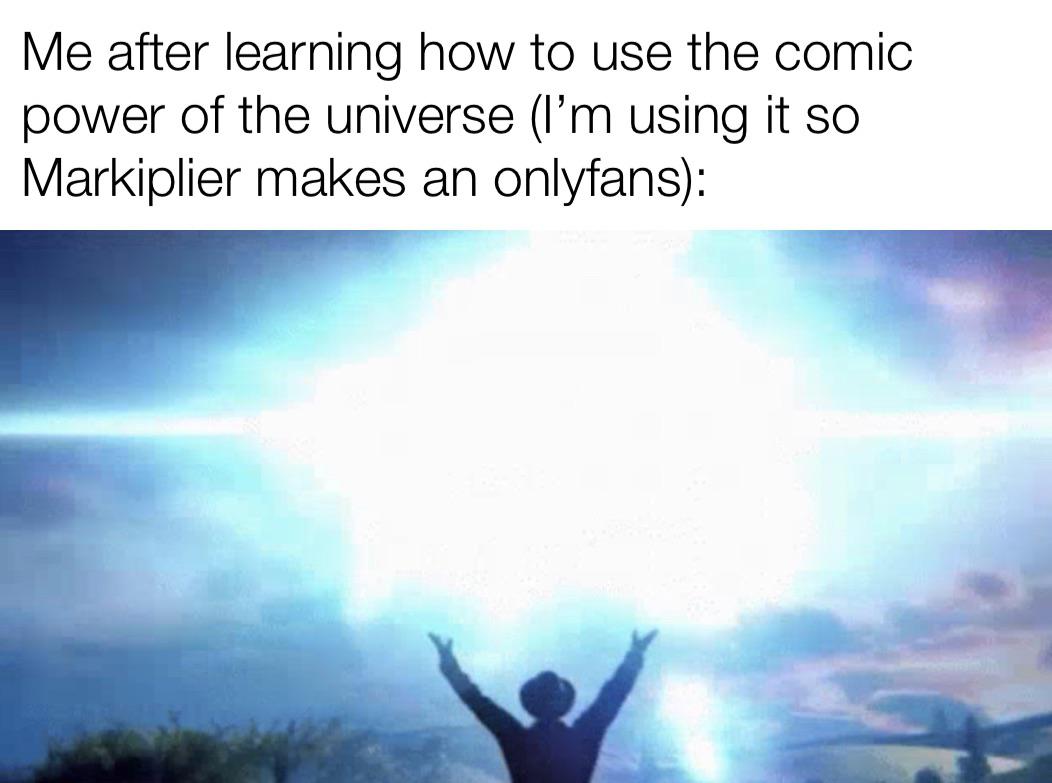 Me after learning how to use the comic
power of the universe (I’m using it so
Markiplier makes an onlyfans):